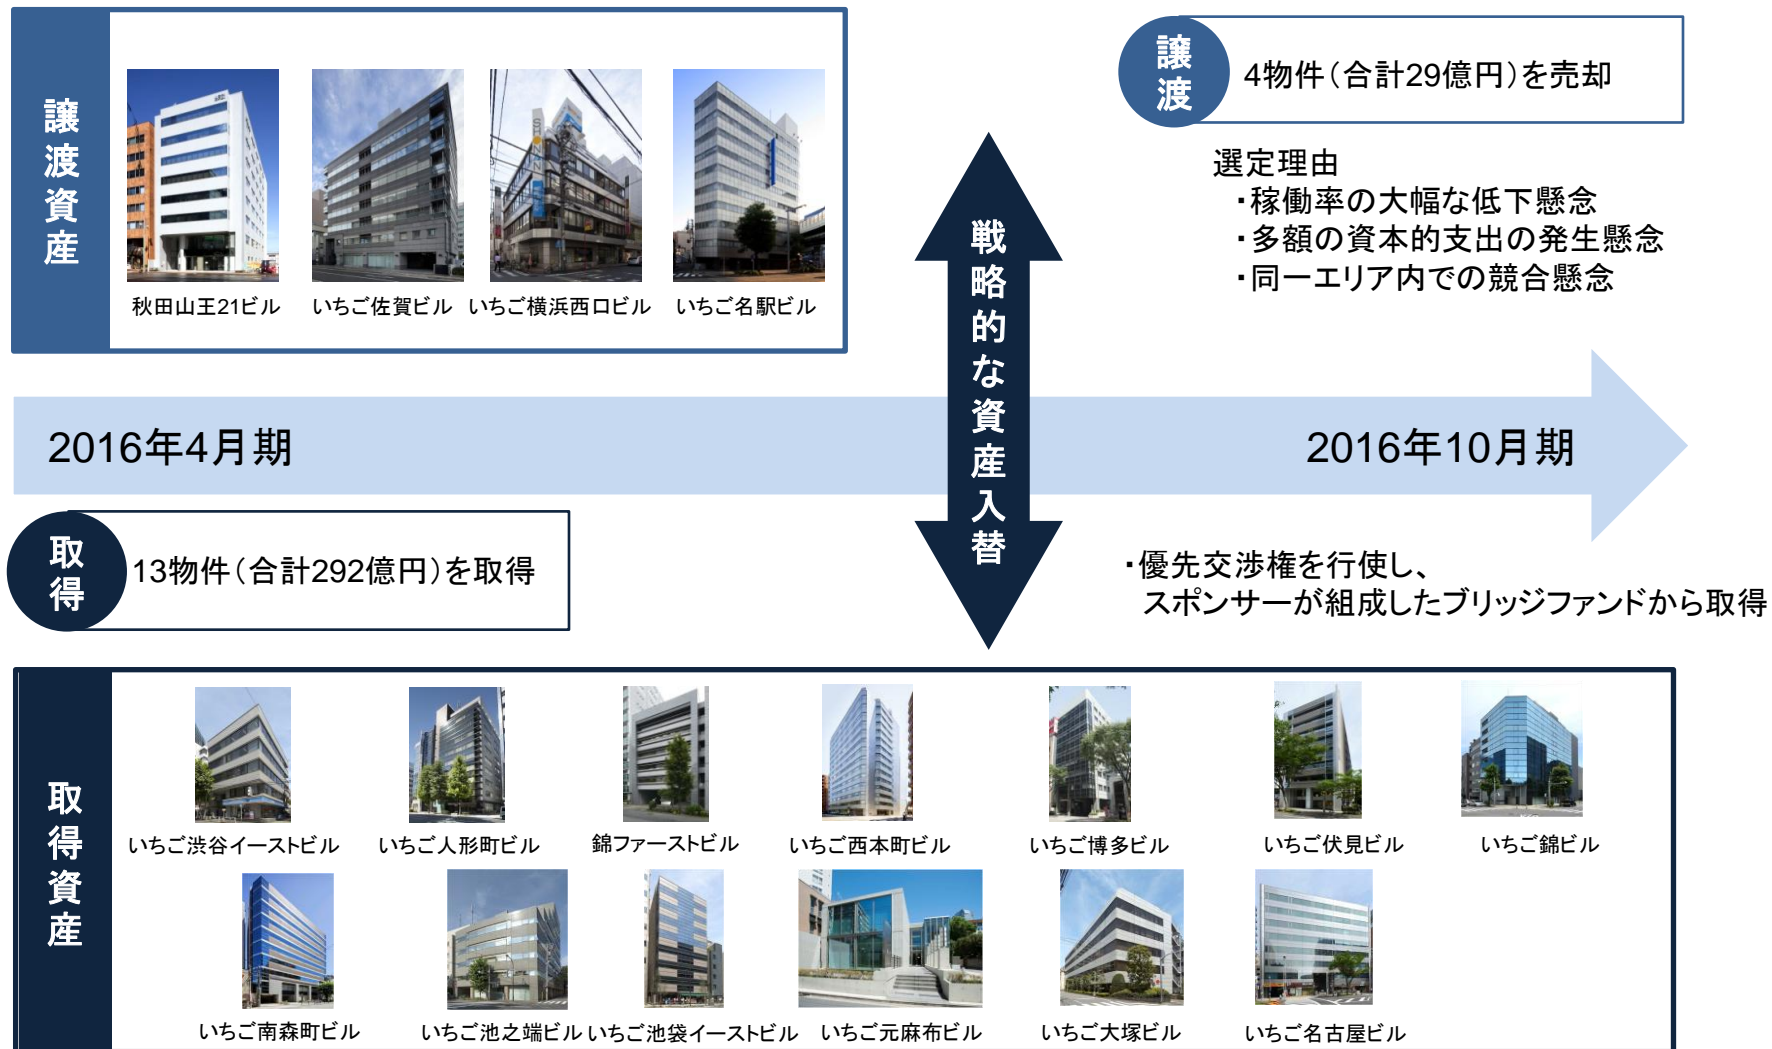 譲渡資産
秋田山王21ビル
いちご佐賀ビル
いちご横浜西口ビル
いちご名駅ビル
譲渡
4物件（合計29億円）を売却
選定理由
・稼働率の大幅な低下懸念
・多額の資本的支出の発生懸念
・同一エリア内での競合懸念
戦略的な資産入替
2016年4月期
2016年10月期
取得
13物件（合計292億円）を取得
・優先交渉権を行使し、
スポンサーが組成したブリッジファンドから取得
取得資産
いちご渋谷イーストビル
いちご人形町ビル
錦ファーストビル
いちご西本町ビル
いちご博多ビル
いちご伏見ビル
いちご錦ビル
いちご南森町ビル
いちご池之端ビル
いちご池袋イーストビル
いちご元麻布ビル
いちご大塚ビル
いちご名古屋ビル